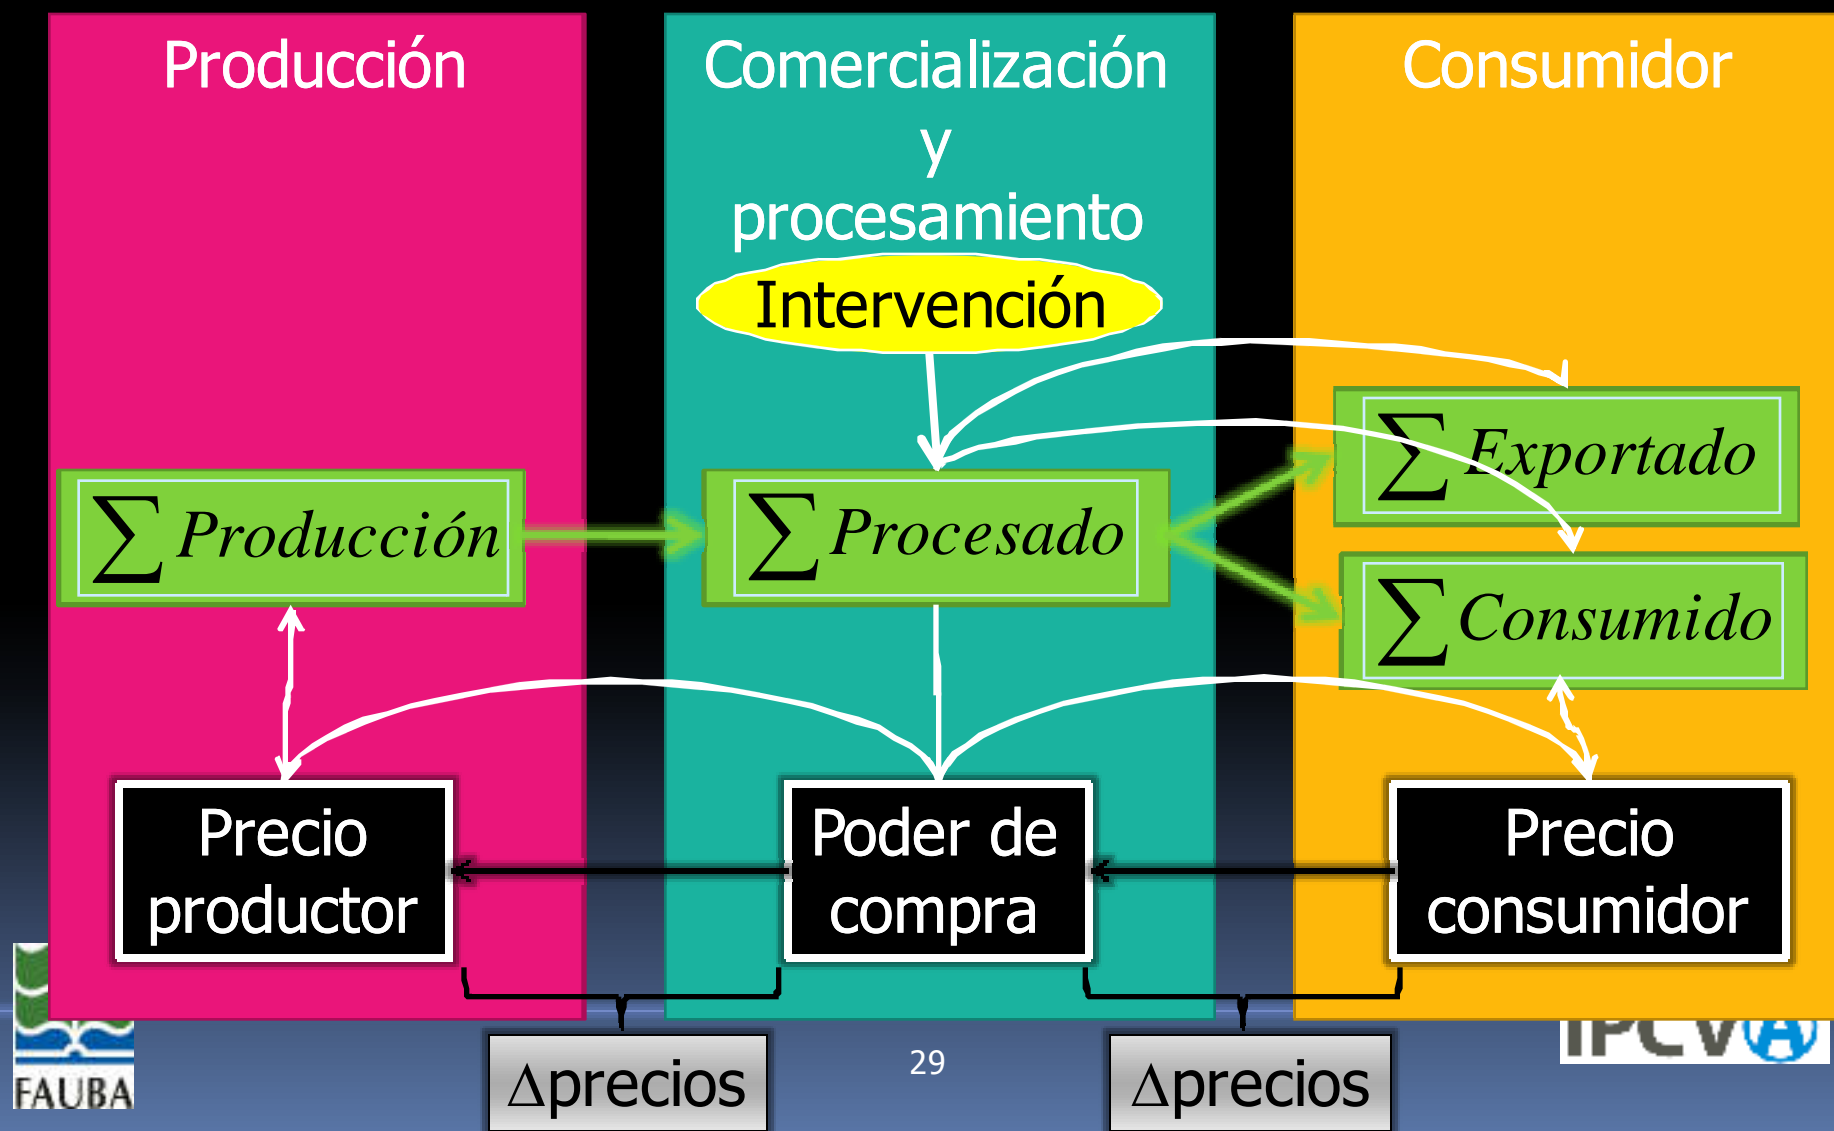 Producción
Comercialización
y
procesamiento
Consumidor
Intervención
∑ Exportado
∑ Producción
∑ Procesado
∑ Consumido
Precio
productor
Poder de
compra
Precio
consumidor
FAUBA
Δprecios
29
Δprecios
IPCVA